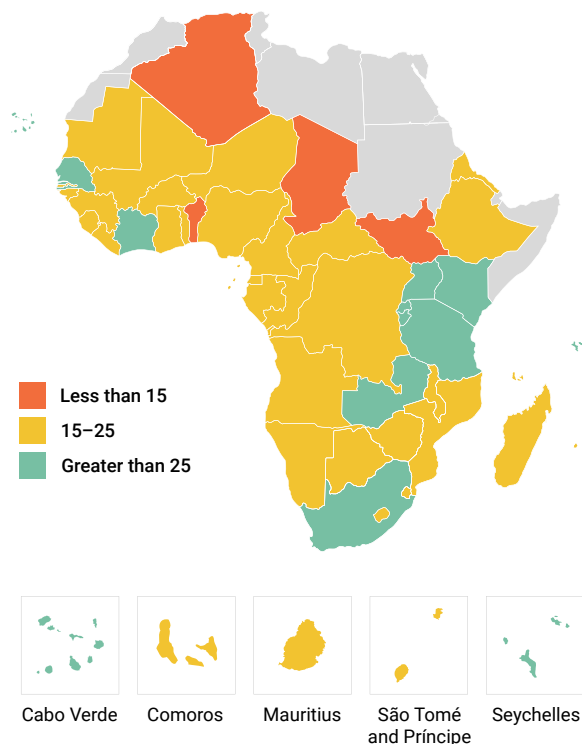 Less than 15
15–25
Greater than 25
Cabo Verde
Comoros
Mauritius
São Tomé
and Príncipe
Seychelles